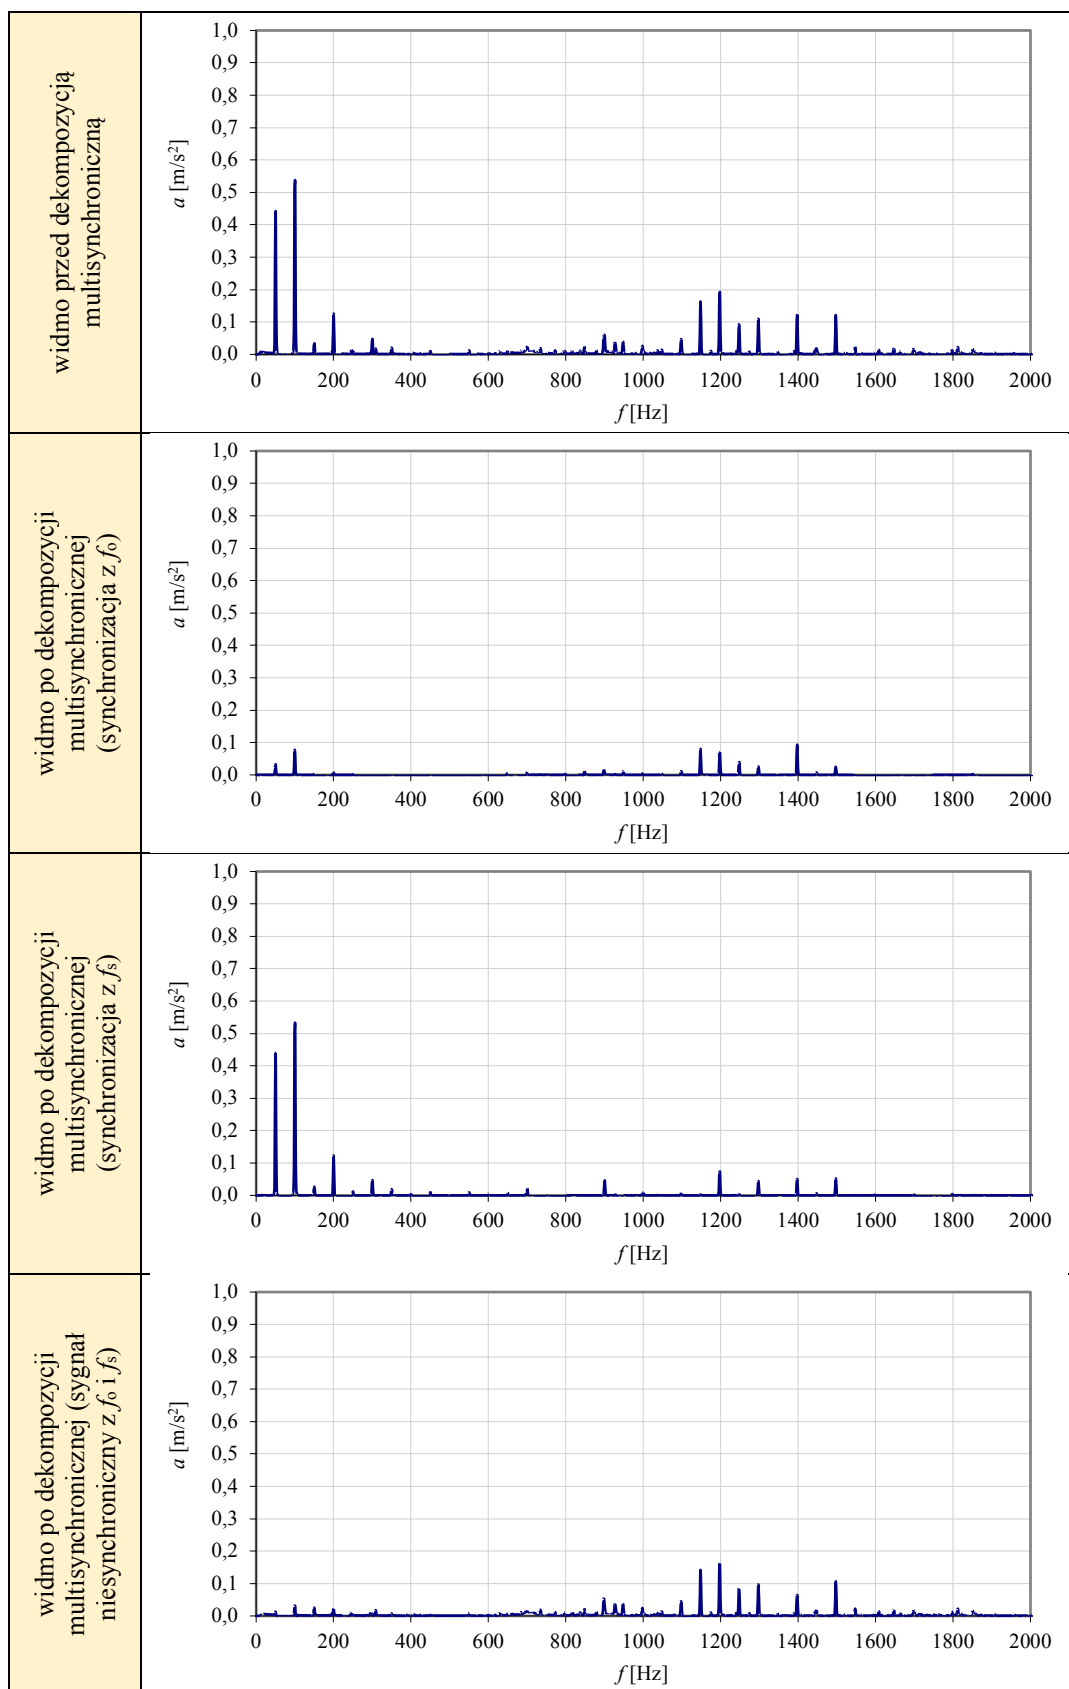 widmo przed dekompozycją
multisynchroniczną
1,0
0,9
0,8
0,7
0,6
0,5
0,4
0,3
0,2
0,1
0,0
a [m/s²]
0 200 400 600 800 1000 1200 1400 1600 1800 2000
f [Hz]
widmo po dekompozycji
multisynchronicznej
(synchronizacja z fo)
1,0
0,9
0,8
0,7
0,6
0,5
0,4
0,3
0,2
0,1
0,0
a [m/s²]
0 200 400 600 800 1000 1200 1400 1600 1800 2000
f [Hz]
widmo po dekompozycji
multisynchronicznej
(synchronizacja z fs)
1,0
0,9
0,8
0,7
0,6
0,5
0,4
0,3
0,2
0,1
0,0
a [m/s²]
0 200 400 600 800 1000 1200 1400 1600 1800 2000
f [Hz]
widmo po dekompozycji
multisynchronicznej (sygnał
niesynchroniczny z fo i fs)
1,0
0,9
0,8
0,7
0,6
0,5
0,4
0,3
0,2
0,1
0,0
a [m/s²]
0 200 400 600 800 1000 1200 1400 1600 1800 2000
f [Hz]